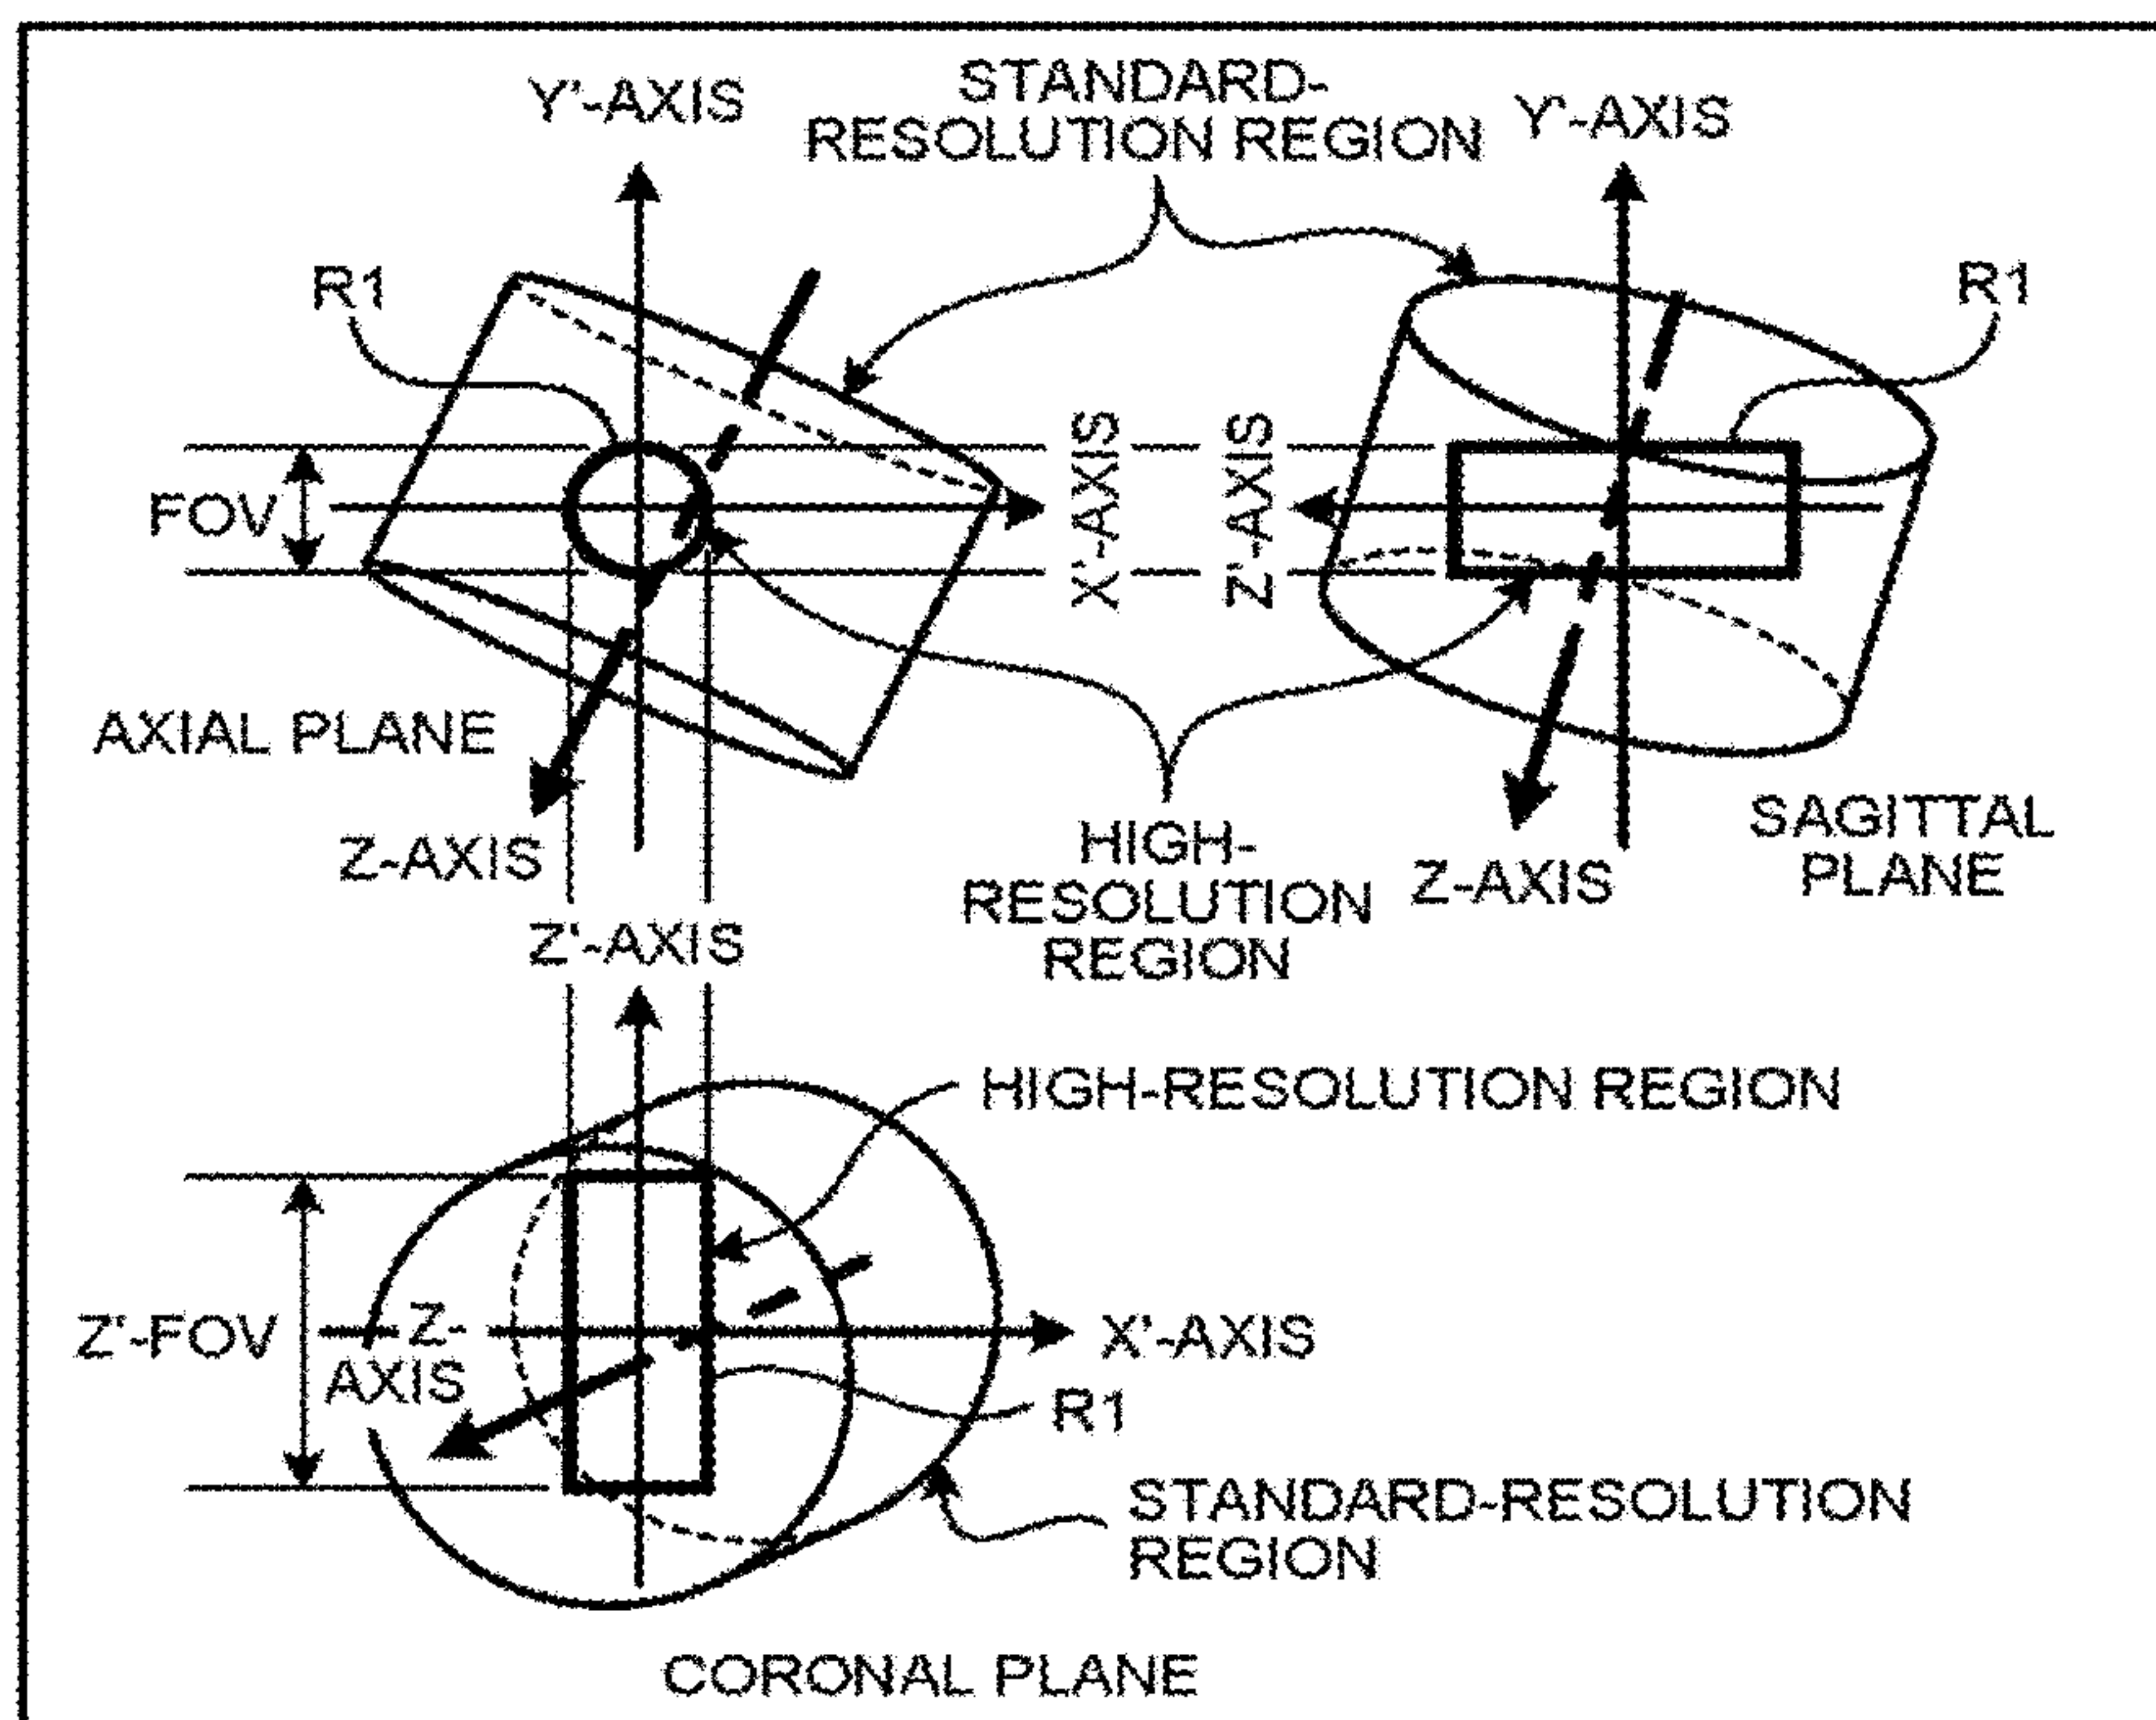 Y'-AXIS
STANDARD-
RESOLUTION REGION
Y'-AXIS
R1
R1
FOV
X'-AXIS
Z'-AXIS
AXIAL PLANE
Z-AXIS
HIGH-
RESOLUTION
REGION
Z-AXIS
SAGITTAL
PLANE
Z'-AXIS
HIGH-RESOLUTION REGION
Z'-FOV
Z-
AXIS
X'-AXIS
R1
STANDARD-RESOLUTION
REGION
CORONAL PLANE